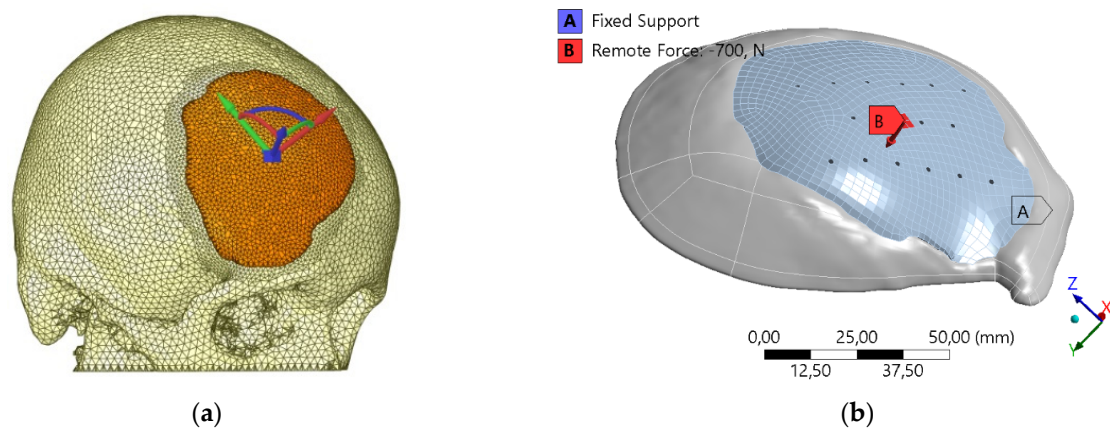 A Fixed Support
B Remote Force: -700, N
B
A
Z
X
Y
0,00 25,00 50,00 (mm)
12,50 37,50
(a) (b)